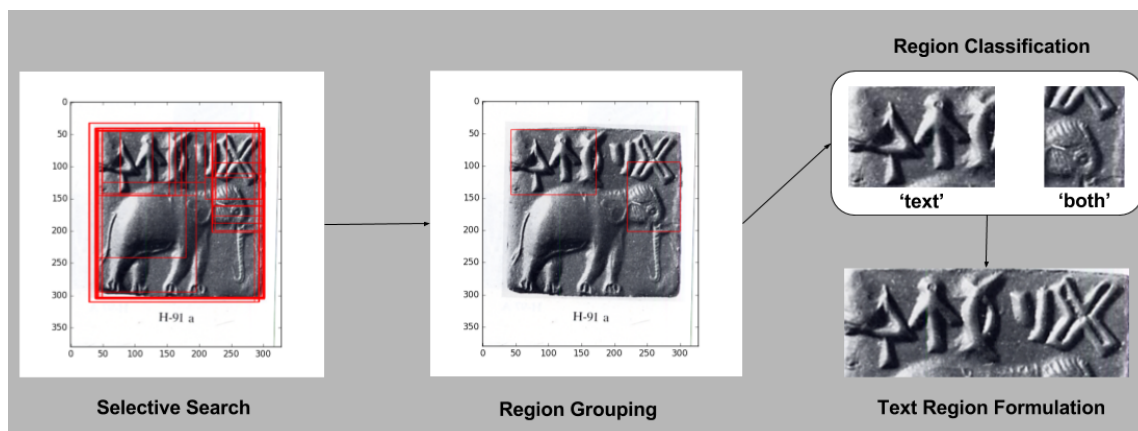 Region Classification
0
50
100
150
200
250
300
350
0 50 100 150 200 250 300
H-91 a
0
50
100
150
200
250
300
350
0 50 100 150 200 250 300
H-91 a
'text' 'both'
Selective Search
Region Grouping
Text Region Formulation